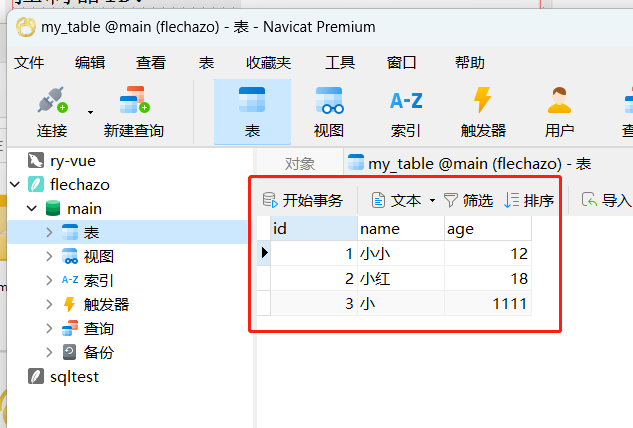 my_table @main (flechazo) - 表 - Navicat Premium
文件 编辑 查看 表 收藏夹 工具 窗口 帮助
连接 新建查询 表 视图 索引 触发器 用户
A-Z
ry-vue
flechazo
main
表
视图
A-Z 索引
触发器
查询
备份
sqltest
对象 my_table @main (flechazo) - 表
开始事务 文本 筛选 排序 导入
id name age
1 小小 12
2 小红 18
3 小 1111